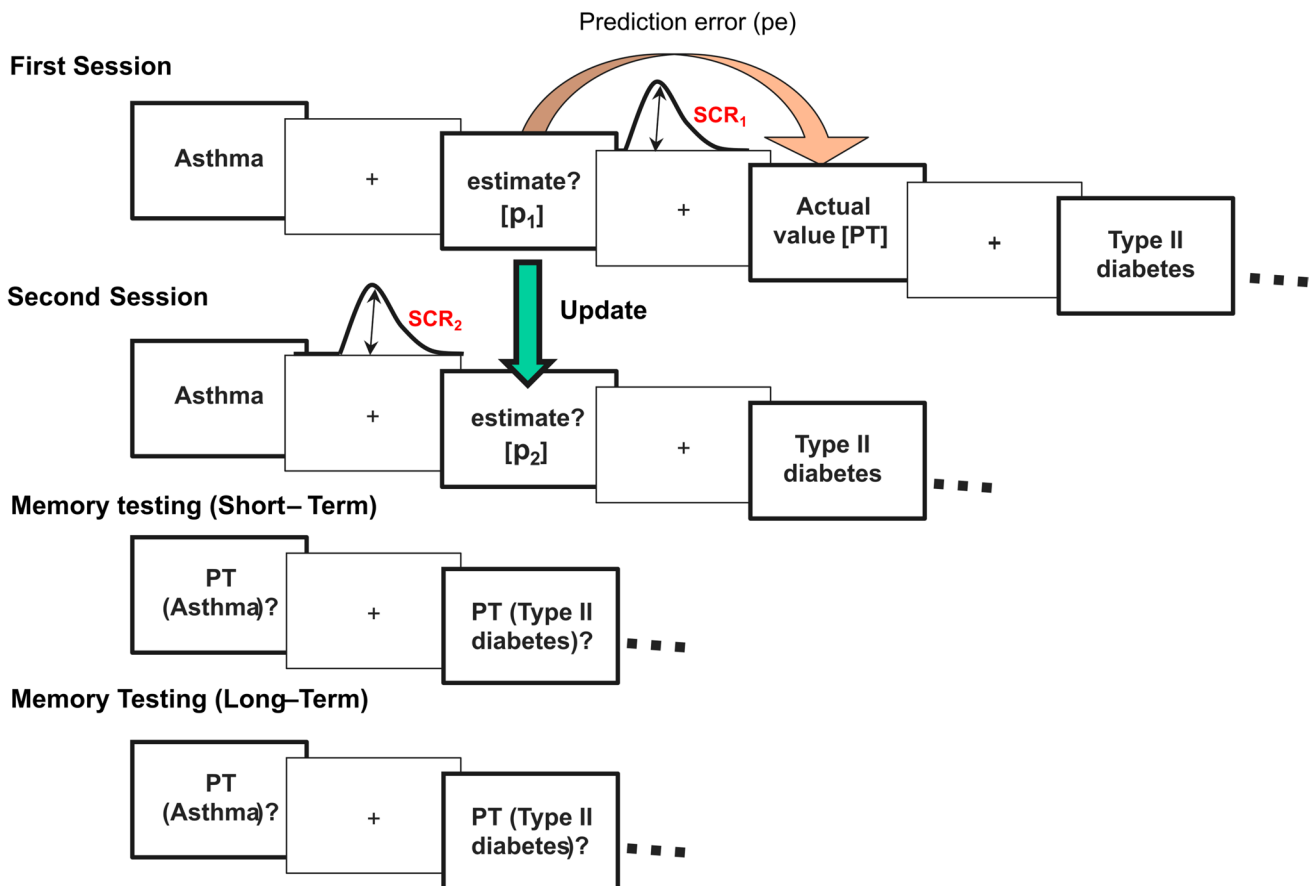 Prediction error (pe)
First Session
Asthma
+
estimate?
[p₁]
SCR₁
+
Actual
value [PT]
+
Type II
diabetes
Second Session
Asthma
SCR₂
+
Update
estimate?
[p₂]
+
Type II
diabetes
Memory testing (Short– Term)
PT
(Asthma)?
+
PT (Type II
diabetes)?
Memory Testing (Long–Term)
PT
(Asthma)?
+
PT (Type II
diabetes)?